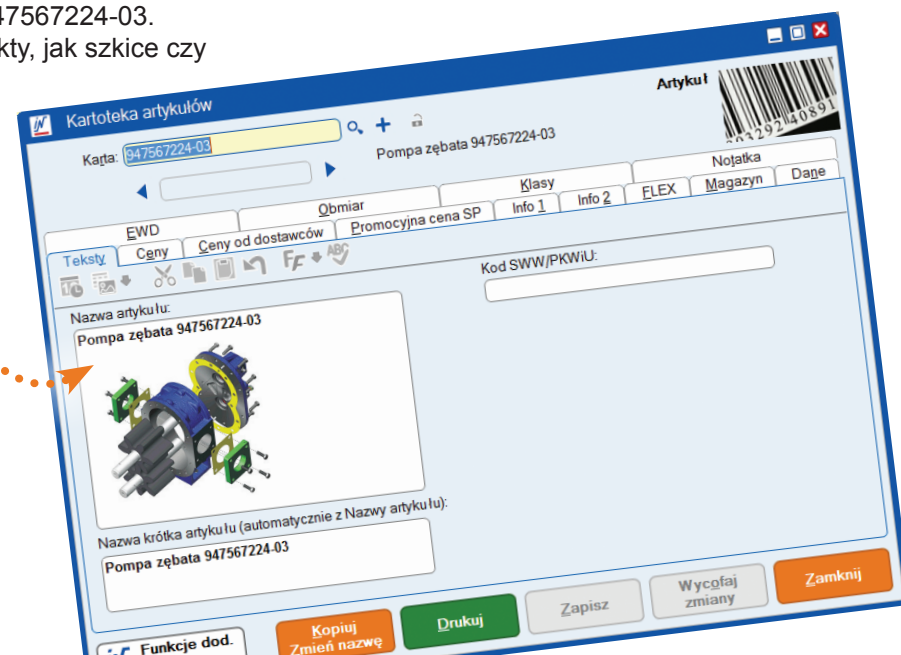 47567224-03.
kty, jak szkice czy
Kartoteka artykułów
Karta: 947567224-03
Pompa zębata 947567224-03
Artykuł
EWD Obmiar Klasy Notatka
Teksty Ceny Ceny od dostawców Promocyjna cena SP Info 1 Info 2 FLEX Magazyn Dane
FF ABC
Nazwa artykułu:
Kod SWW/PKWiU:
Pompa zębata 947567224-03
Nazwa krótka artykułu (automatycznie z Nazwy artykułu):
Pompa zębata 947567224-03
Funkcje dod.
Kopiuj
Zmień nazwę
Drukuj
Zapisz
Wycofaj
zmiany
Zamknij